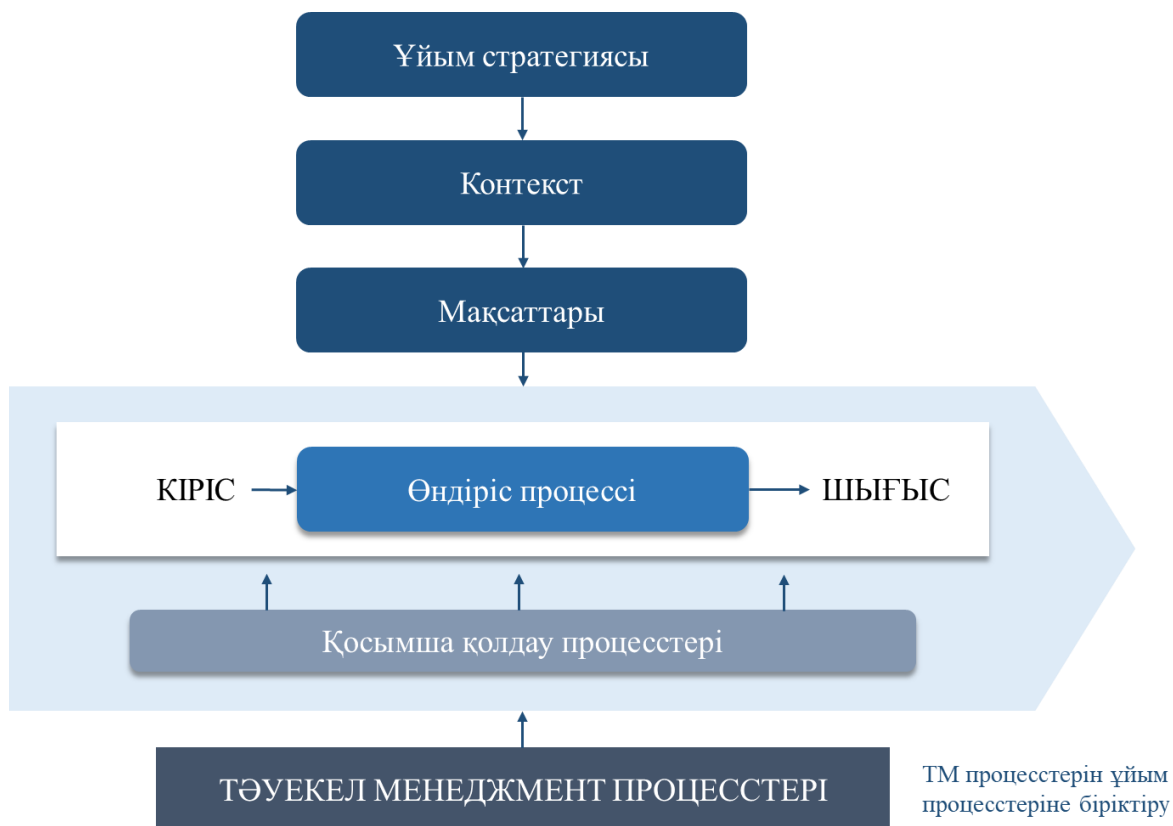 Ұйым стратегиясы
Контекст
Мақсаттары
КІРІС
Өндіріс процессі
ШЫҒЫС
Қосымша қолдау процесстері
ТӘУЕКЕЛ МЕНЕДЖМЕНТ ПРОЦЕССТЕРІ
ТМ процесстерін ұйым
процесстеріне біріктіру